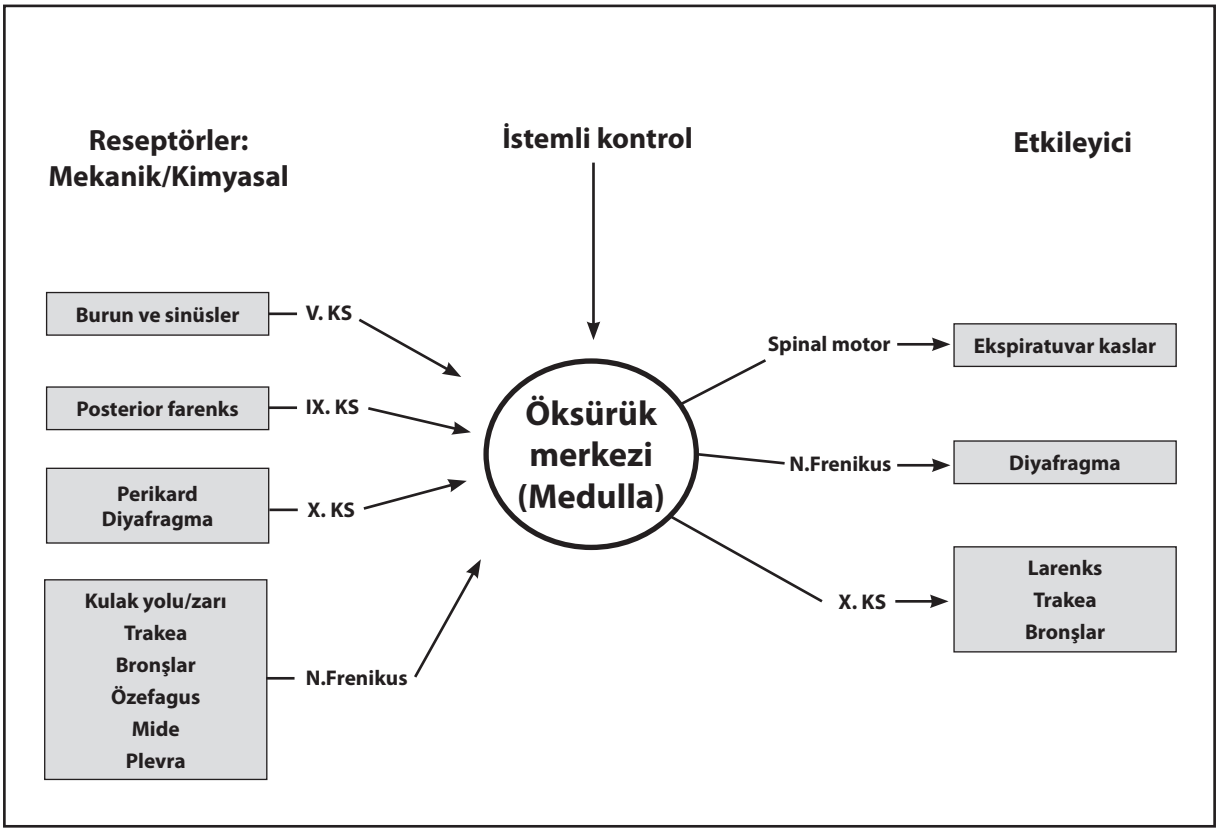 Reseptörler:
Mekanik/Kimyasal
İstemli kontrol
Etkileyici
Burun ve sinüsler
V. KS
Posterior farenks
IX. KS
Perikard
Diyafragma
X. KS
Kulak yolu/zarı
Trakea
Bronşlar
Özefagus
Mide
Plevra
N.Frenikus
Öksürük
merkezi
(Medulla)
Spinal motor
Ekspiratuvar kaslar
N.Frenikus
Diyafragma
X. KS
Larenks
Trakea
Bronşlar